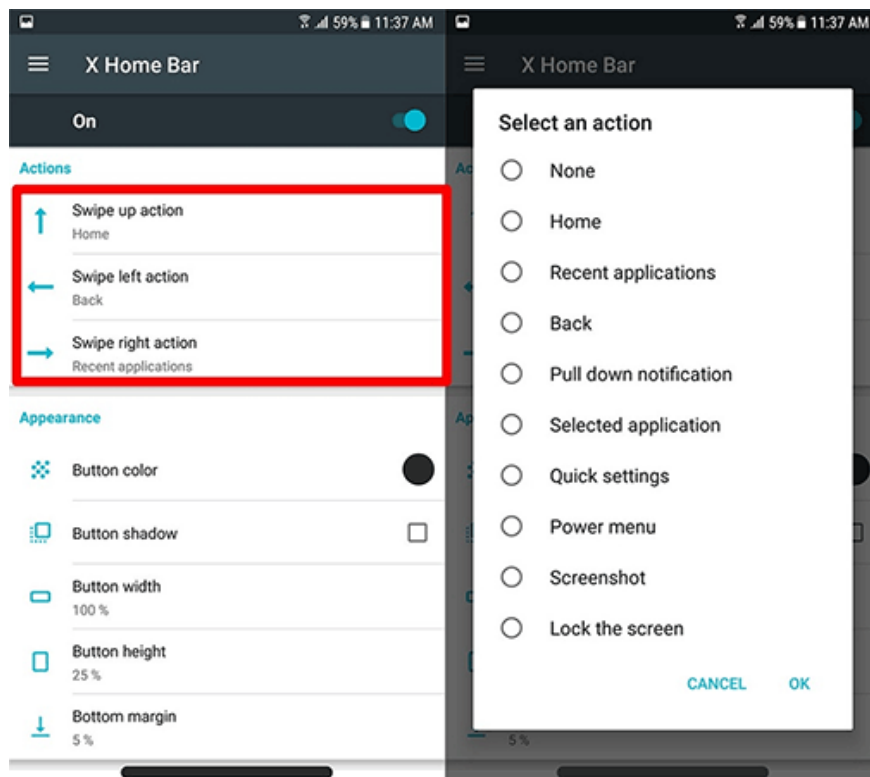 59% 11:37 AM
X Home Bar
On
Actions
Swipe up action
Home
Swipe left action
Back
Swipe right action
Recent applications
Appearance
Button color
Button shadow
Button width
100 %
Button height
25 %
Bottom margin
5 %
59% 11:37 AM
X Home Bar
Ac
Ap
Select an action
None
Home
Recent applications
Back
Pull down notification
Selected application
Quick settings
Power menu
Screenshot
Lock the screen
CANCEL OK
5 %